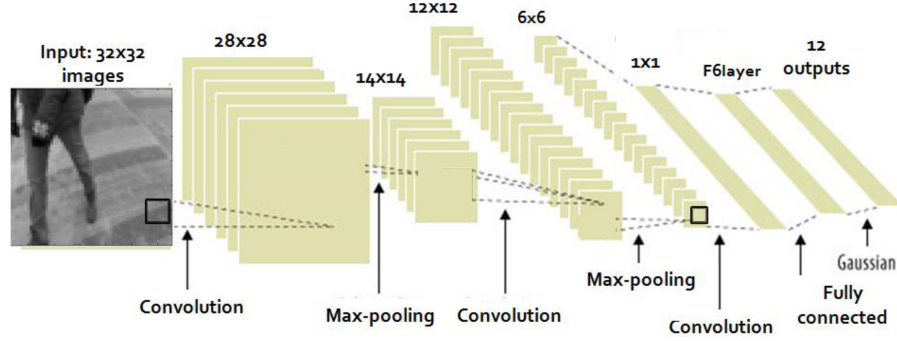 Input: 32x32
images
28x28
14x14
12x12
6x6
1x1
F6layer
12
outputs
Convolution
Max-pooling
Convolution
Max-pooling
Convolution
Fully
connected
Gaussian